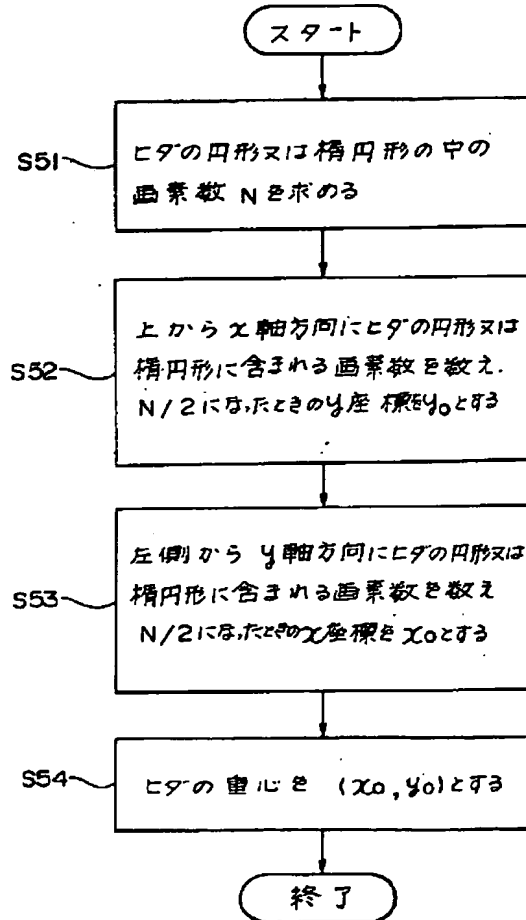 スタート
S51
ヒダの円形又は楕円形の中の
画素数 Nを求める
S52
上からx軸方向にヒダの円形又は
楕円形に含まれる画素数を数え、
N/2になったときのy座標をy₀とする
S53
左側からy軸方向にヒダの円形又は
楕円形に含まれる画素数を数え
N/2になったときのx座標をx₀とする
S54
ヒダの重心を (x₀, y₀)とする
終了